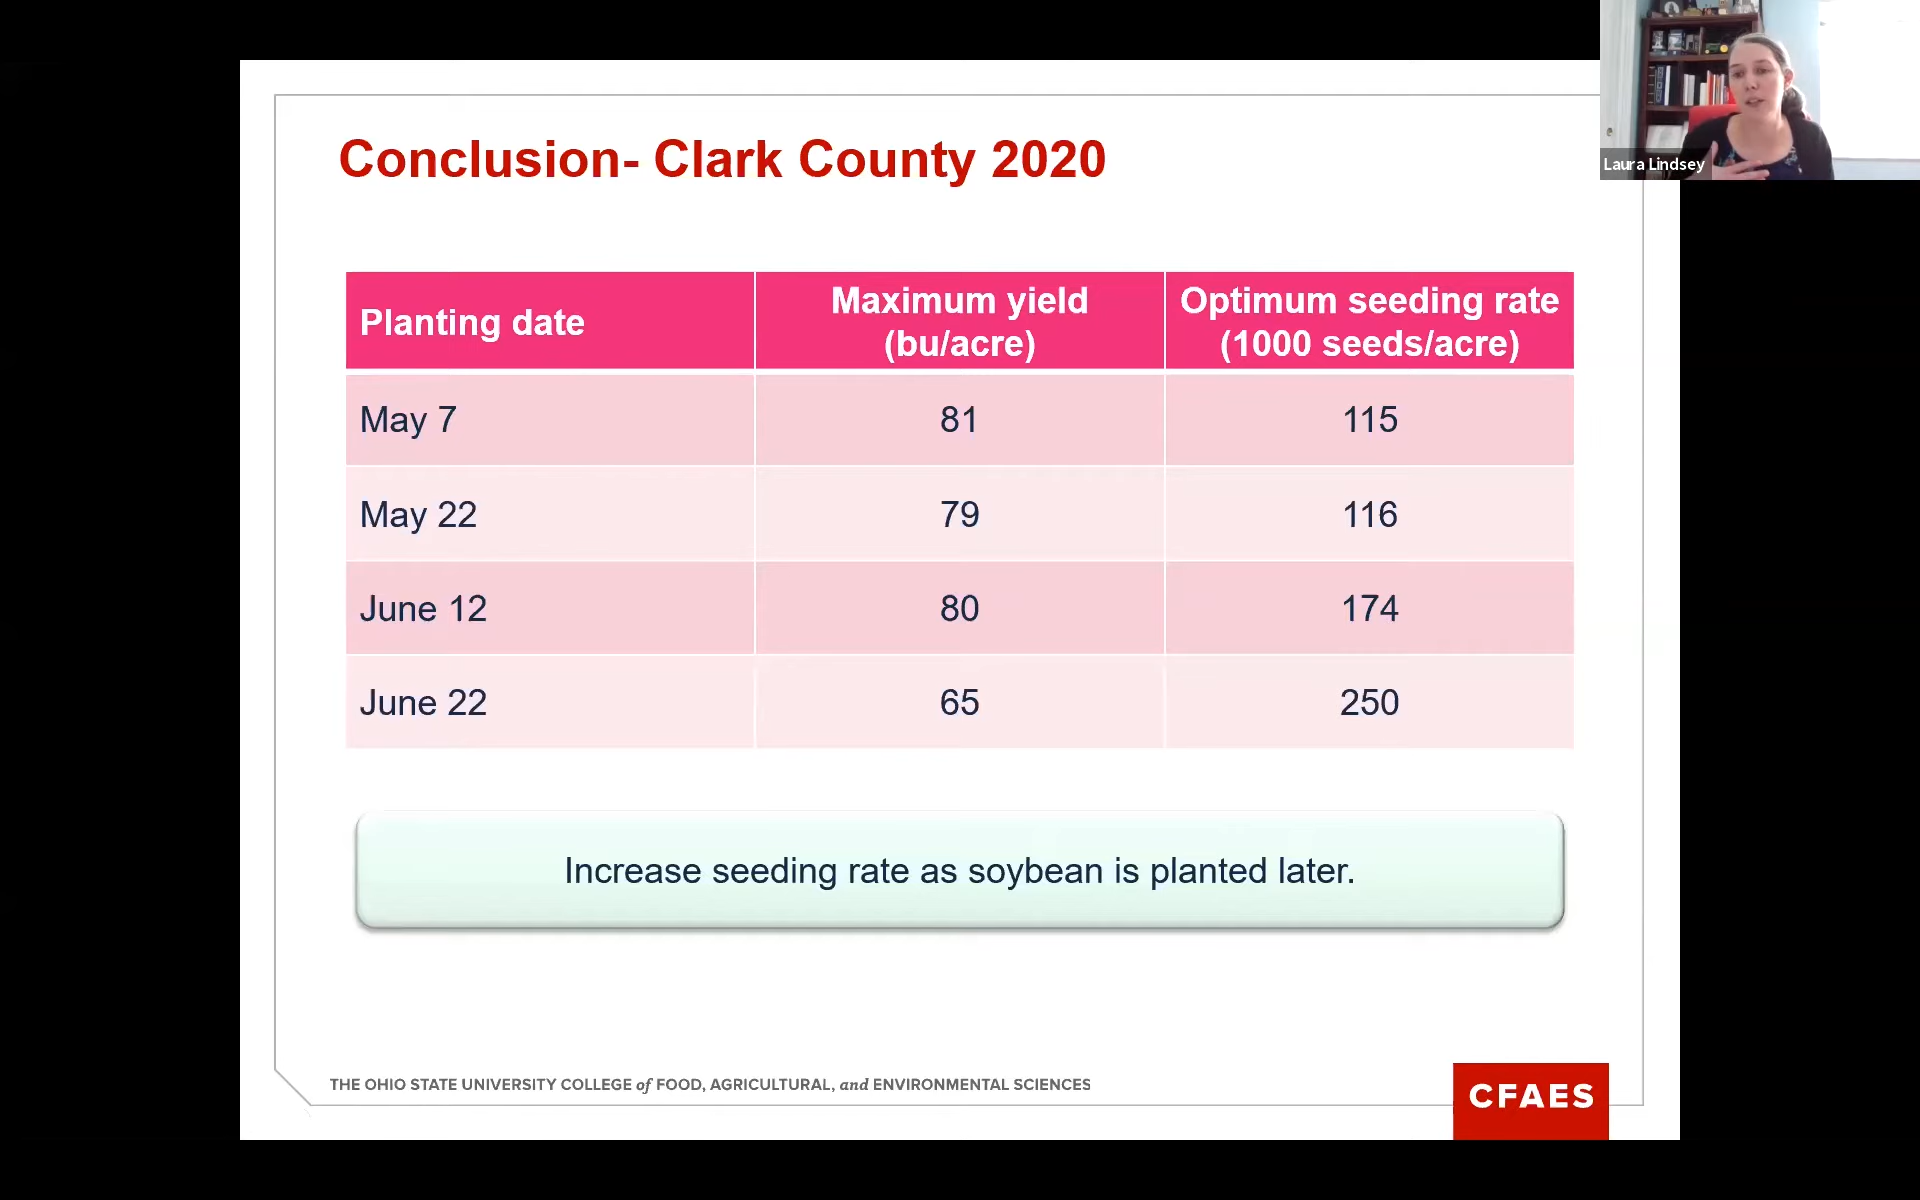 Conclusion- Clark County 2020
Laura Lindsey
Planting date
Maximum yield
(bu/acre)
Optimum seeding rate
(1000 seeds/acre)
May 7
81
115
May 22
79
116
June 12
80
174
June 22
65
250
Increase seeding rate as soybean is planted later.
THE OHIO STATE UNIVERSITY COLLEGE of FOOD, AGRICULTURAL, and ENVIRONMENTAL SCIENCES
CFAES